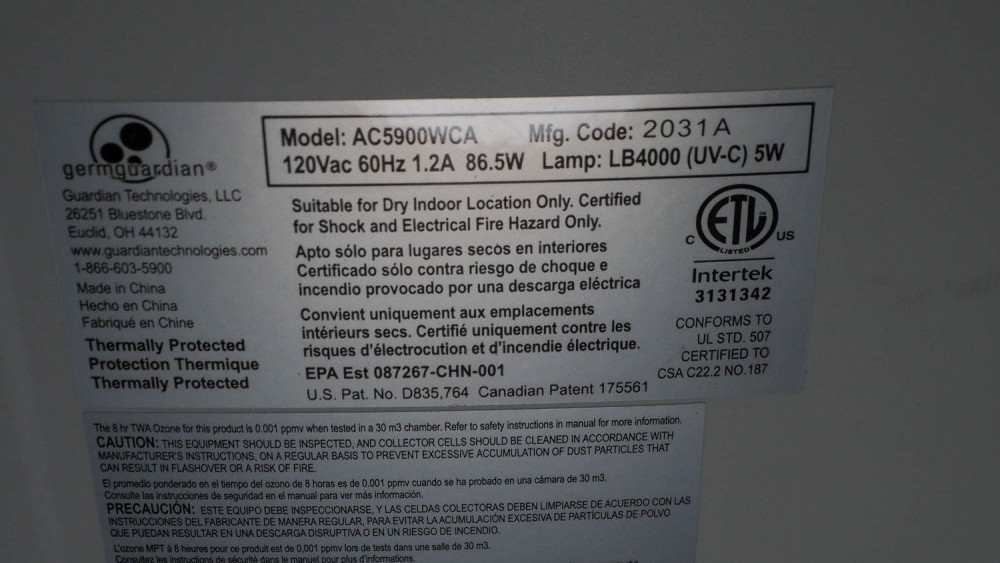 germguardian®
Guardian Technologies, LLC
26251 Bluestone Blvd.
Euclid, OH 44132
www.guardiantechnologies.com
1-866-603-5900
Made in China
Hecho en China
Fabriqué en Chine
Thermally Protected
Protection Thermique
Thermally Protected
Model: AC5900WCA Mfg. Code: 2031A
120Vac 60Hz 1.2A 86.5W Lamp: LB4000 (UV-C) 5W
Suitable for Dry Indoor Location Only. Certified
for Shock and Electrical Fire Hazard Only.
Apto sólo para lugares secos en interiores
Certificado sólo contra riesgo de choque e
incendio provocado por una descarga eléctrica
Convient uniquement aux emplacements
intérieurs secs. Certifié uniquement contre les
risques d'électrocution et d'incendie électrique.
EPA Est 087267-CHN-001
U.S. Pat. No. D835,764 Canadian Patent 175561
ETL
LISTED
C US
Intertek
3131342
CONFORMS TO
UL STD. 507
CERTIFIED TO
CSA C22.2 NO.187
The 8 hr TWA Ozone for this product is 0.001 ppmv when tested in a 30 m3 chamber. Refer to safety instructions in manual for more information.
CAUTION: THIS EQUIPMENT SHOULD BE INSPECTED, AND COLLECTOR CELLS SHOULD BE CLEANED IN ACCORDANCE WITH
MANUFACTURER'S INSTRUCTIONS, ON A REGULAR BASIS TO PREVENT EXCESSIVE ACCUMULATION OF DUST PARTICLES THAT
CAN RESULT IN FLASHOVER OR A RISK OF FIRE.
El promedio ponderado en el tiempo del ozono de 8 horas es de 0.001 ppmv cuando se ha probado en una cámara de 30 m3.
Consulte las instrucciones de seguridad en el manual para ver más información.
PRECAUCIÓN: ESTE EQUIPO DEBE INSPECCIONARSE, Y LAS CELDAS COLECTORAS DEBEN LIMPIARSE DE ACUERDO CON LAS
INSTRUCCIONES DEL FABRICANTE DE MANERA REGULAR, PARA EVITAR LA ACUMULACIÓN EXCESIVA DE PARTÍCULAS DE POLVO
QUE PUEDAN RESULTAR EN UNA DESCARGA DISRUPTIVA O EN UN RIESGO DE INCENDIO.
L'ozone MPT à 8 heures pour ce produit est de 0,001 ppmv lors de tests dans une salle de 30 m3.
Consultez les instructions de sécurité dans le manuel pour plus d'informations.